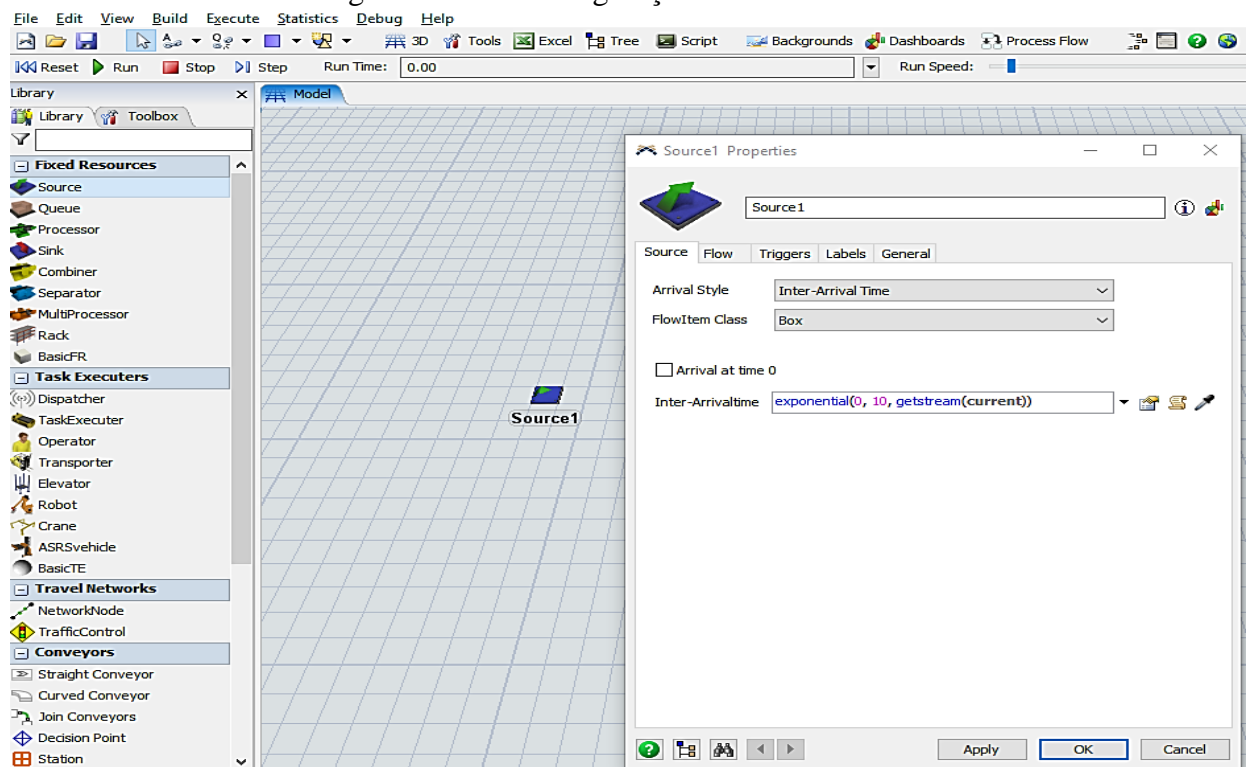 File Edit View Build Execute Statistics Debug Help
3D Tools Excel Tree Script Backgrounds Dashboards Process Flow
Reset Run Stop Step Run Time: 0.00 Run Speed:
Library
Model
Library Toolbox
Fixed Resources
Source
Queue
Processor
Sink
Combiner
Separator
MultiProcessor
Rack
BasicFR
Task Executers
Dispatcher
TaskExecuter
Operator
Transporter
Elevator
Robot
Crane
ASRSvehicle
BasicTE
Travel Networks
NetworkNode
TrafficControl
Conveyors
Straight Conveyor
Curved Conveyor
Join Conveyors
Decision Point
Station
Source1
Source1 Properties
Source1
Source Flow Triggers Labels General
Arrival Style Inter-Arrival Time
FlowItem Class Box
Arrival at time 0
Inter-Arrivaltime exponential(0, 10, getstream(current))
Apply OK Cancel